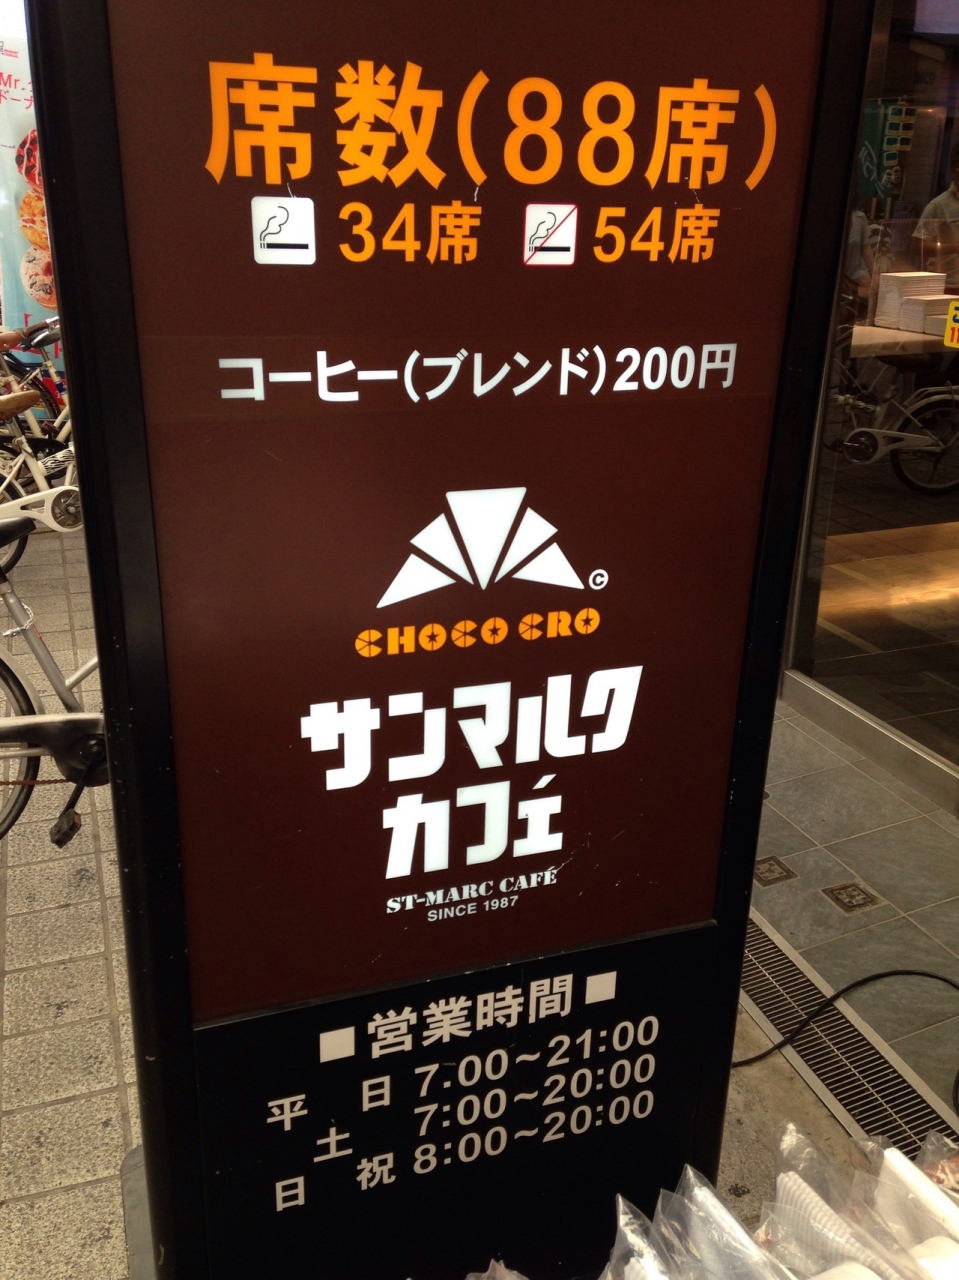 席数(88席)
34席 54席
コーヒー(ブレンド)200円
©
CHOCO CRO
サンマルク
カフェ
ST-MARC CAFÉ
SINCE 1987
■営業時間■
平日 7:00～21:00
土 7:00～20:00
日祝 8:00～20:00
Mr.